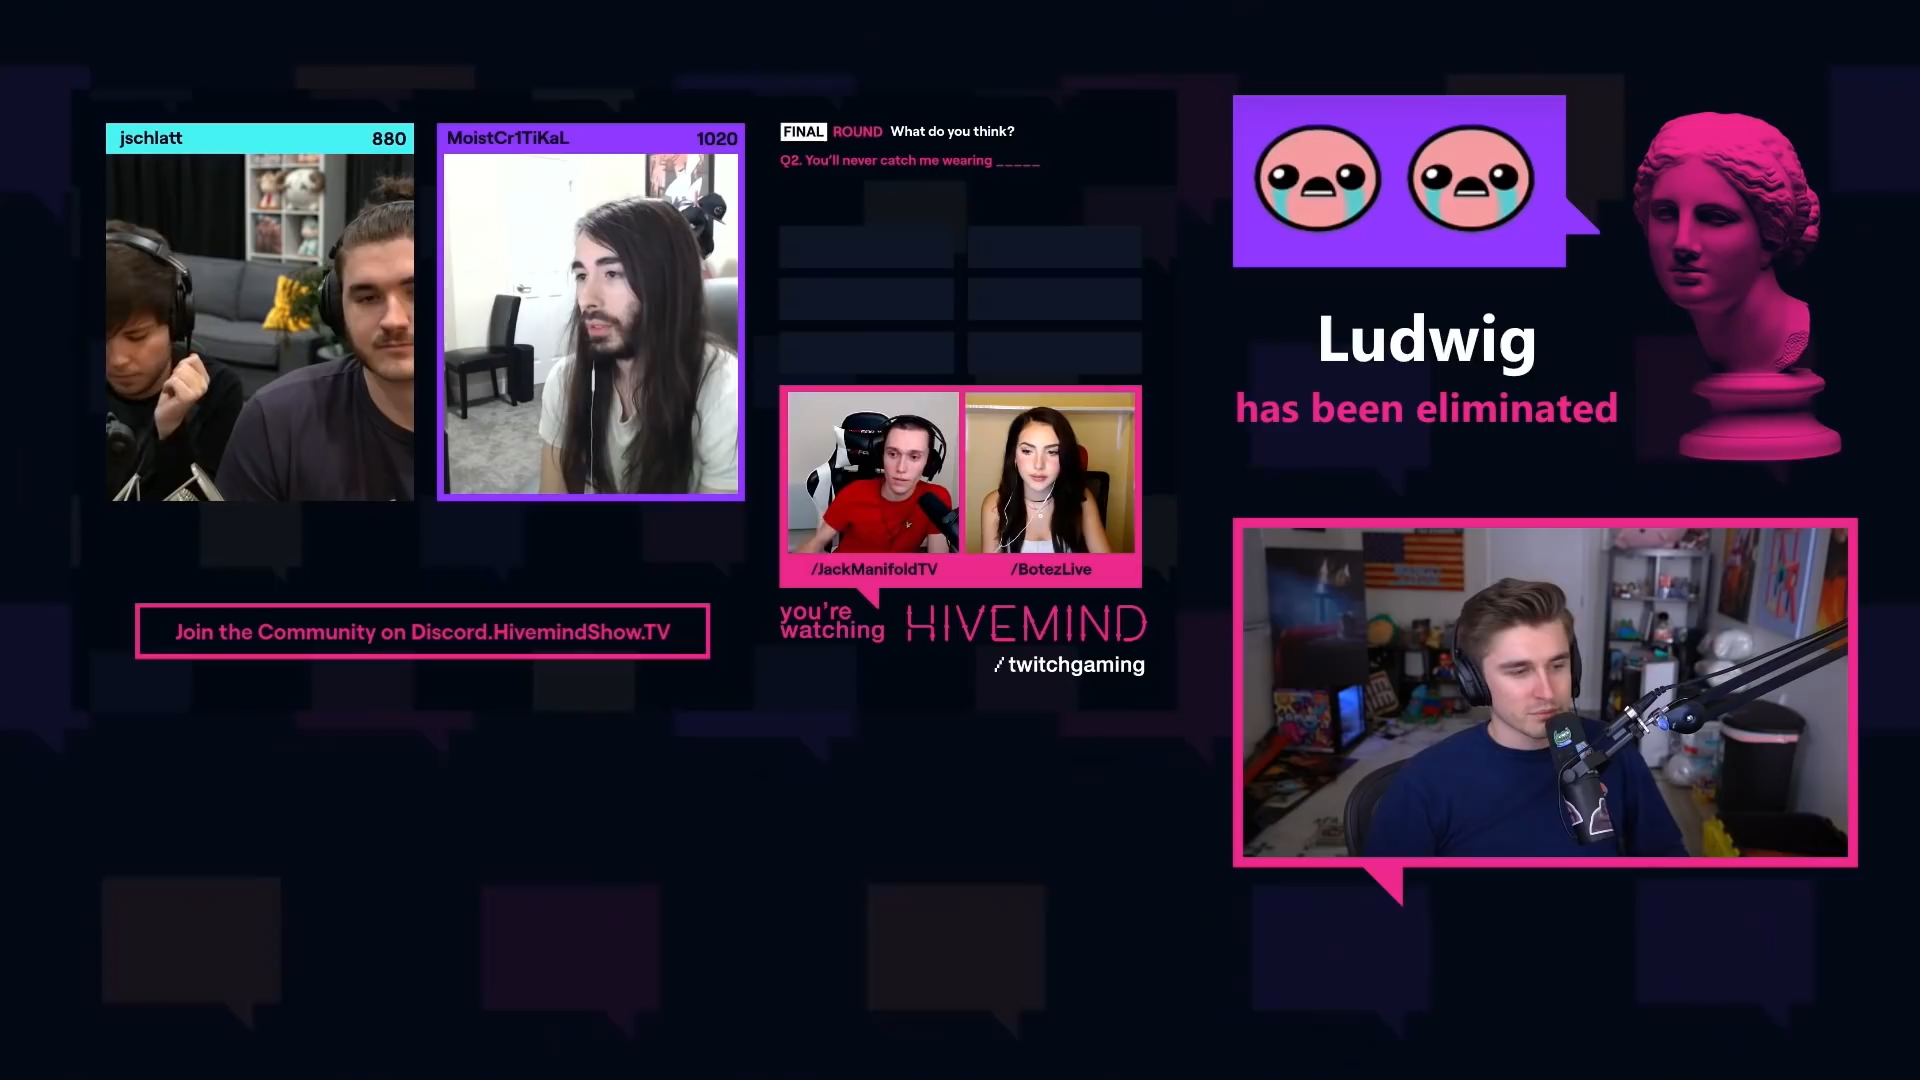 jschlatt 880
MoistCr1TiKaL 1020
FINAL ROUND What do you think?
Q2. You'll never catch me wearing _____
/JackManifoldTV
/BotezLive
you're
watching
HIVEMIND
/twitchgaming
Join the Community on Discord.HivemindShow.TV
Ludwig
has been eliminated